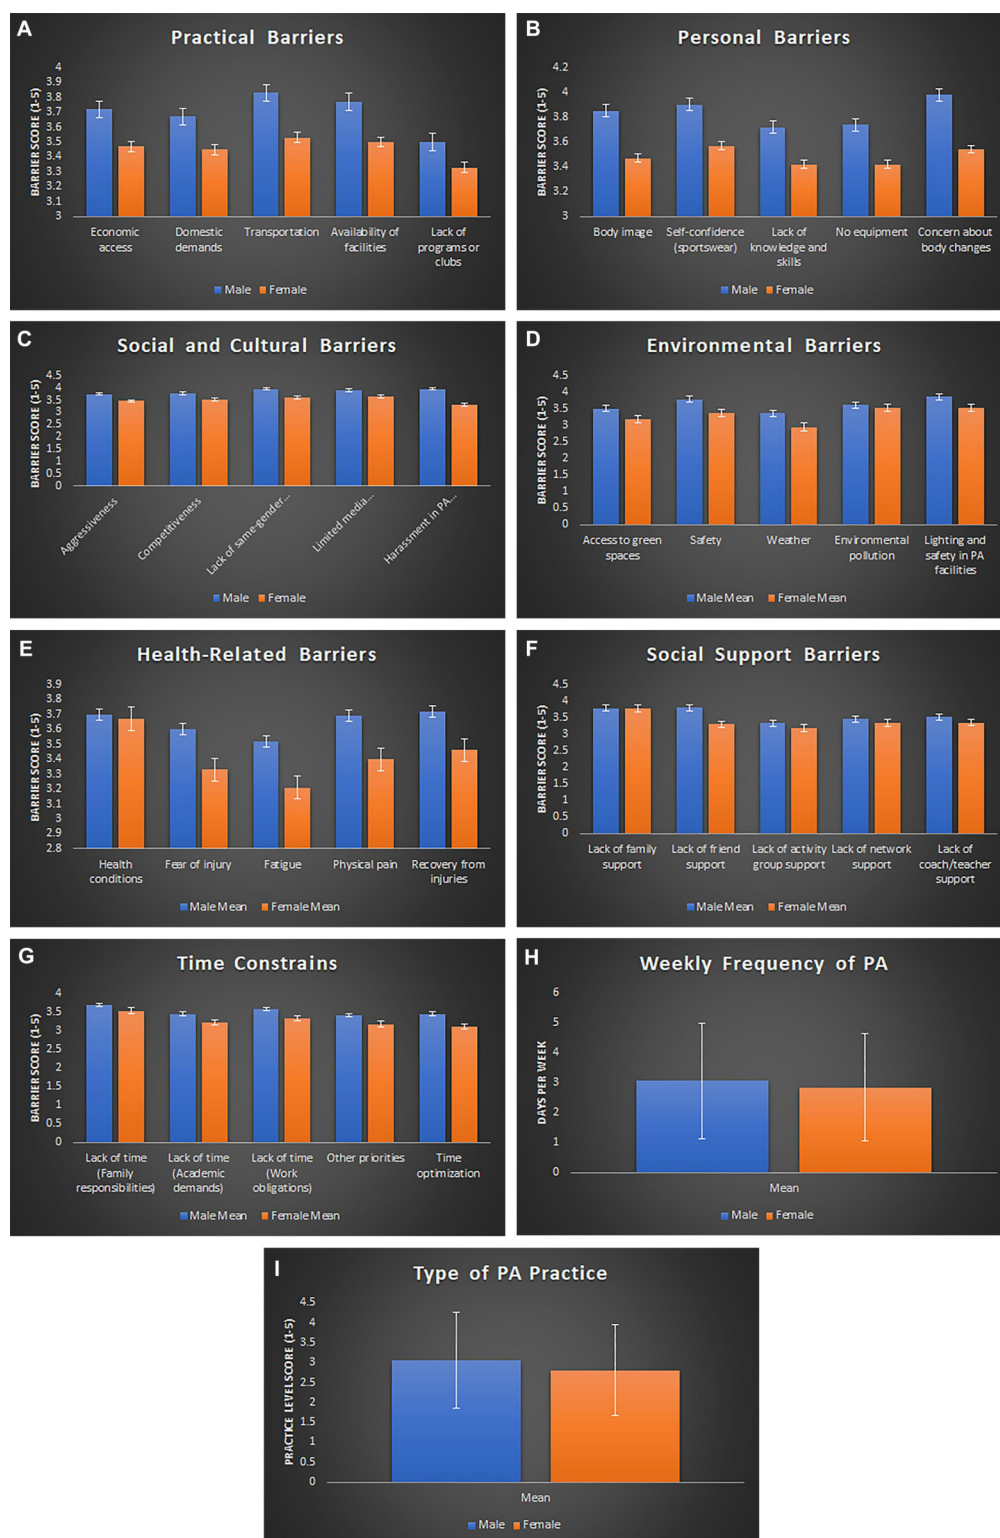 A
Practical Barriers
BARRIER SCORE (1-5)
4
3.9
3.8
3.7
3.6
3.5
3.4
3.3
3.2
3.1
3
Economic access
Domestic demands
Transportation
Availability of facilities
Lack of programs or clubs
Male
Female
B
Personal Barriers
BARRIER SCORE (1-5)
4.2
4
3.8
3.6
3.4
3.2
3
Body image
Self-confidence (sportswear)
Lack of knowledge and skills
No equipment
Concern about body changes
Male
Female
C
Social and Cultural Barriers
BARRIER SCORE (1-5)
4.5
4
3.5
3
2.5
2
1.5
1
0.5
0
Aggressiveness
Competitiveness
Lack of same-gender...
Limited media...
Harassment in PA...
Male
Female
D
Environmental Barriers
BARRIER SCORE (1-5)
4.5
4
3.5
3
2.5
2
1.5
1
0.5
0
Access to green spaces
Safety
Weather
Environmental pollution
Lighting and safety in PA facilities
Male Mean
Female Mean
E
Health-Related Barriers
BARRIER SCORE (1-5)
3.9
3.8
3.7
3.6
3.5
3.4
3.3
3.2
3.1
3
2.9
2.8
Health conditions
Fear of injury
Fatigue
Physical pain
Recovery from injuries
Male Mean
Female Mean
F
Social Support Barriers
BARRIER SCORE (1-5)
4.5
4
3.5
3
2.5
2
1.5
1
0.5
0
Lack of family support
Lack of friend support
Lack of activity group support
Lack of network support
Lack of coach/teacher support
Male Mean
Female Mean
G
Time Constrains
BARRIER SCORE (1-5)
4
3.5
3
2.5
2
1.5
1
0.5
0
Lack of time (Family responsibilities)
Lack of time (Academic demands)
Lack of time (Work obligations)
Other priorities
Time optimization
Male Mean
Female Mean
H
Weekly Frequency of PA
DAYS PER WEEK
6
5
4
3
2
1
0
Mean
Male
Female
I
Type of PA Practice
PRACTICE LEVEL SCORE (1-5)
4.5
4
3.5
3
2.5
2
1.5
1
0.5
0
Mean
Male
Female